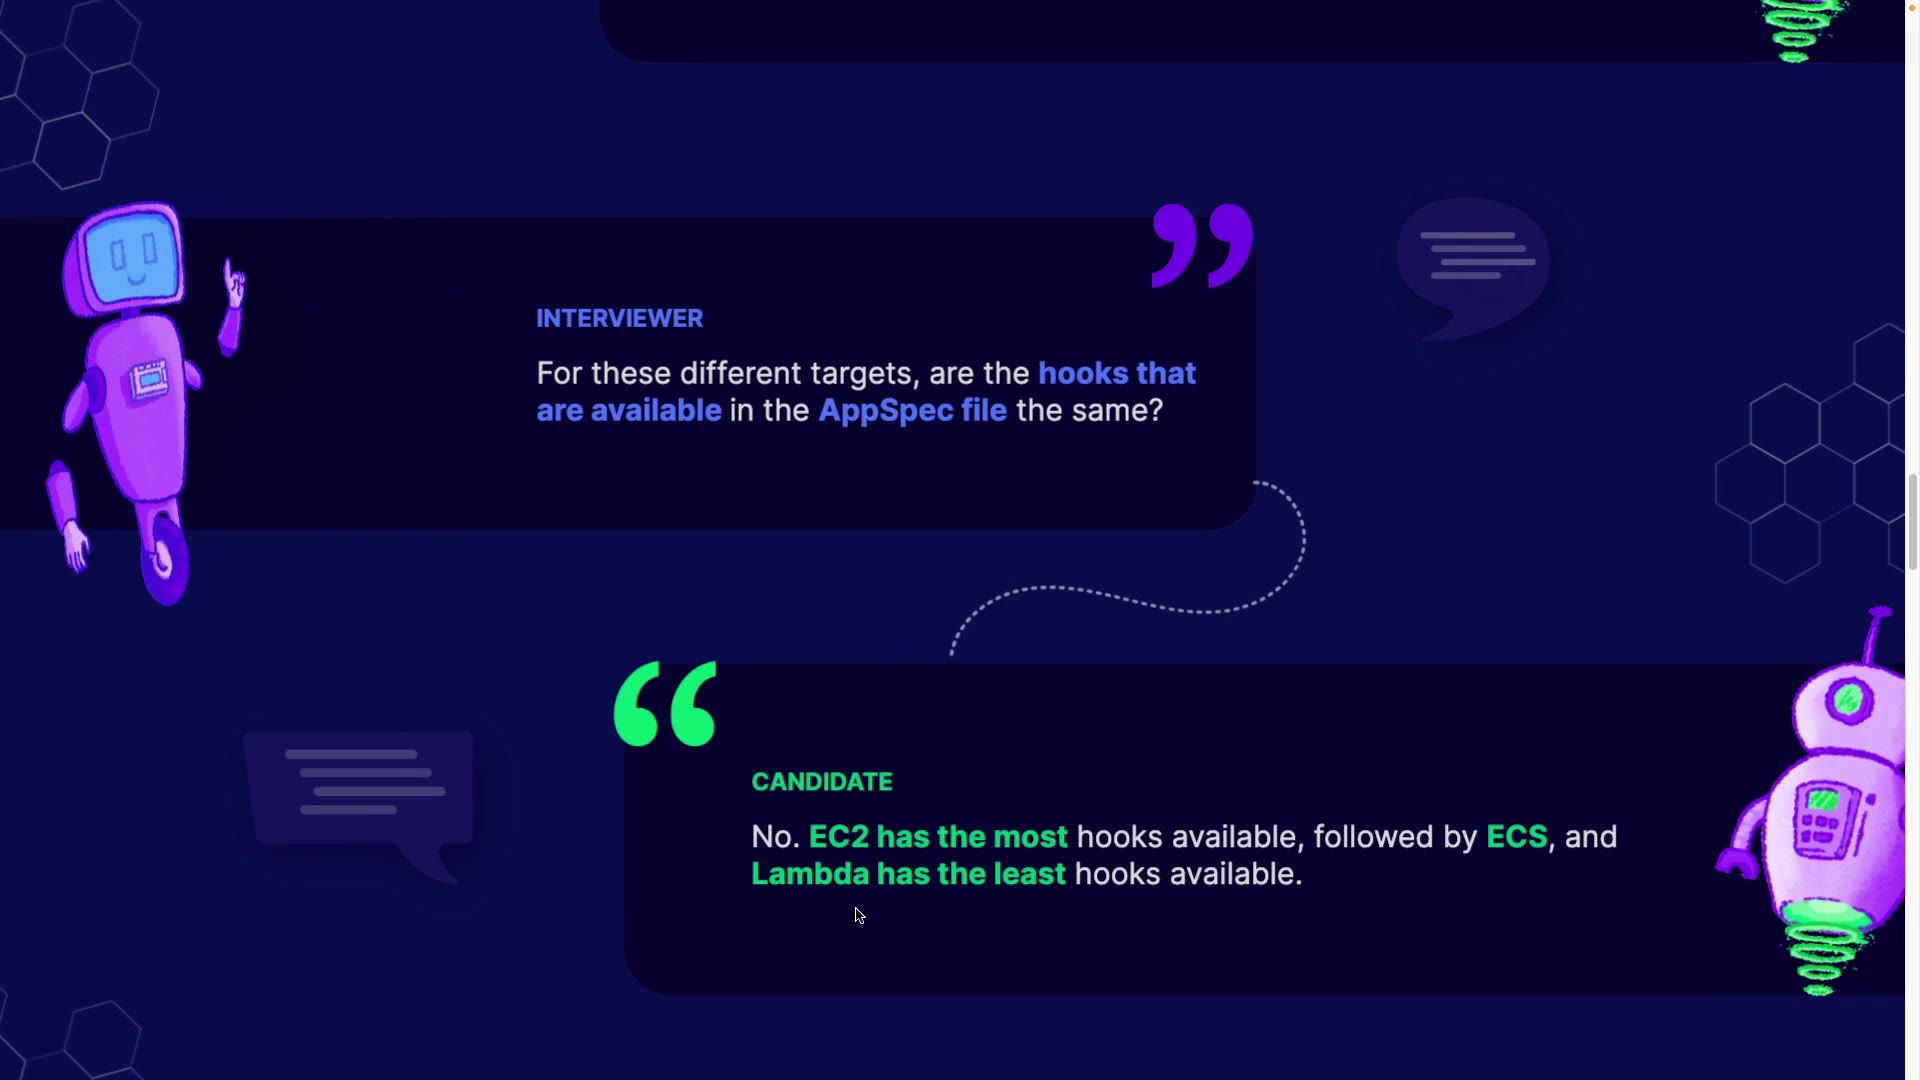 INTERVIEWER
For these different targets, are the hooks that
are available in the AppSpec file the same?
CANDIDATE
No. EC2 has the most hooks available, followed by ECS, and
Lambda has the least hooks available.